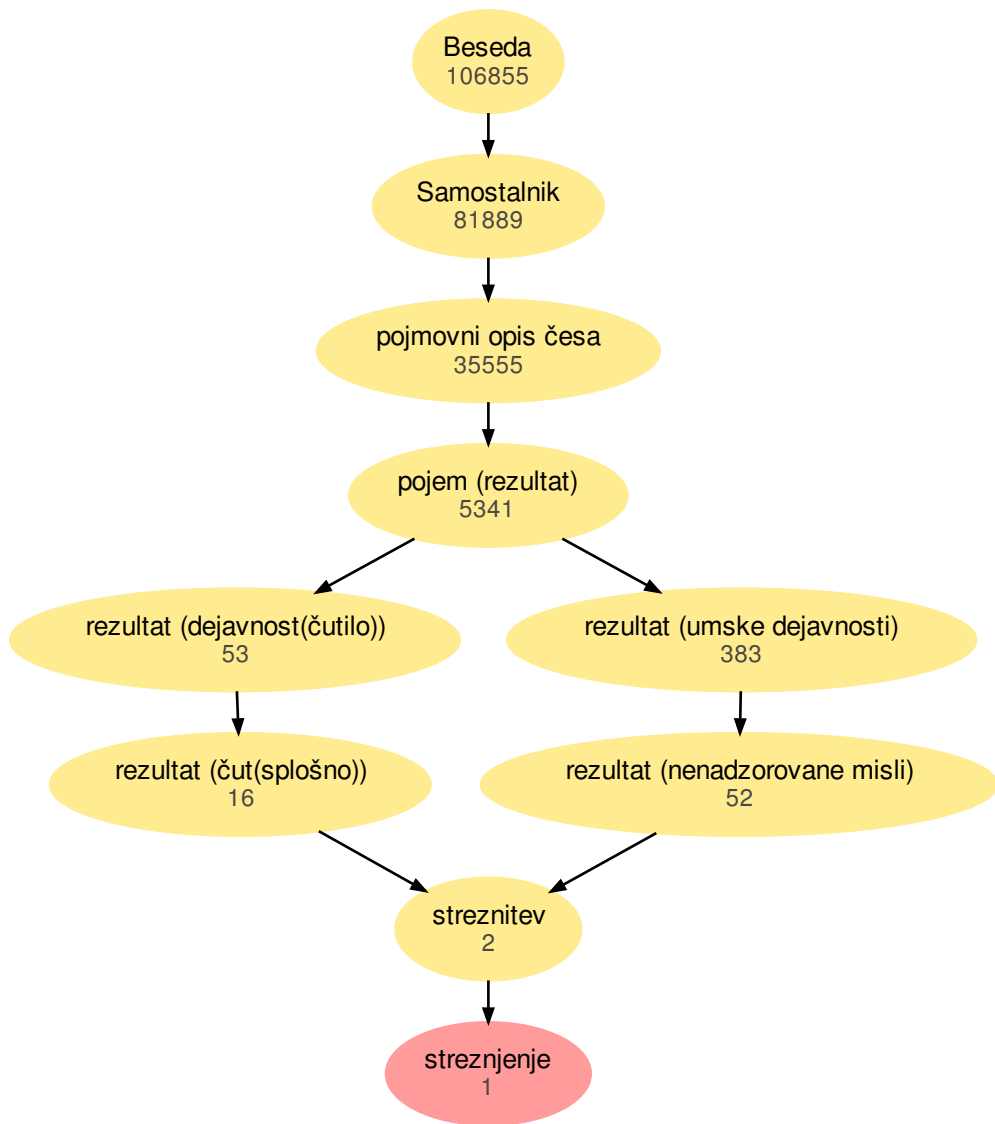 Beseda
106855
Samostalnik
81889
pojmovni opis česa
35555
pojem (rezultat)
5341
rezultat (dejavnost(čutilo))
53
rezultat (umske dejavnosti)
383
rezultat (čut(splošno))
16
rezultat (nenadzorovane misli)
52
streznitev
2
streznjenje
1